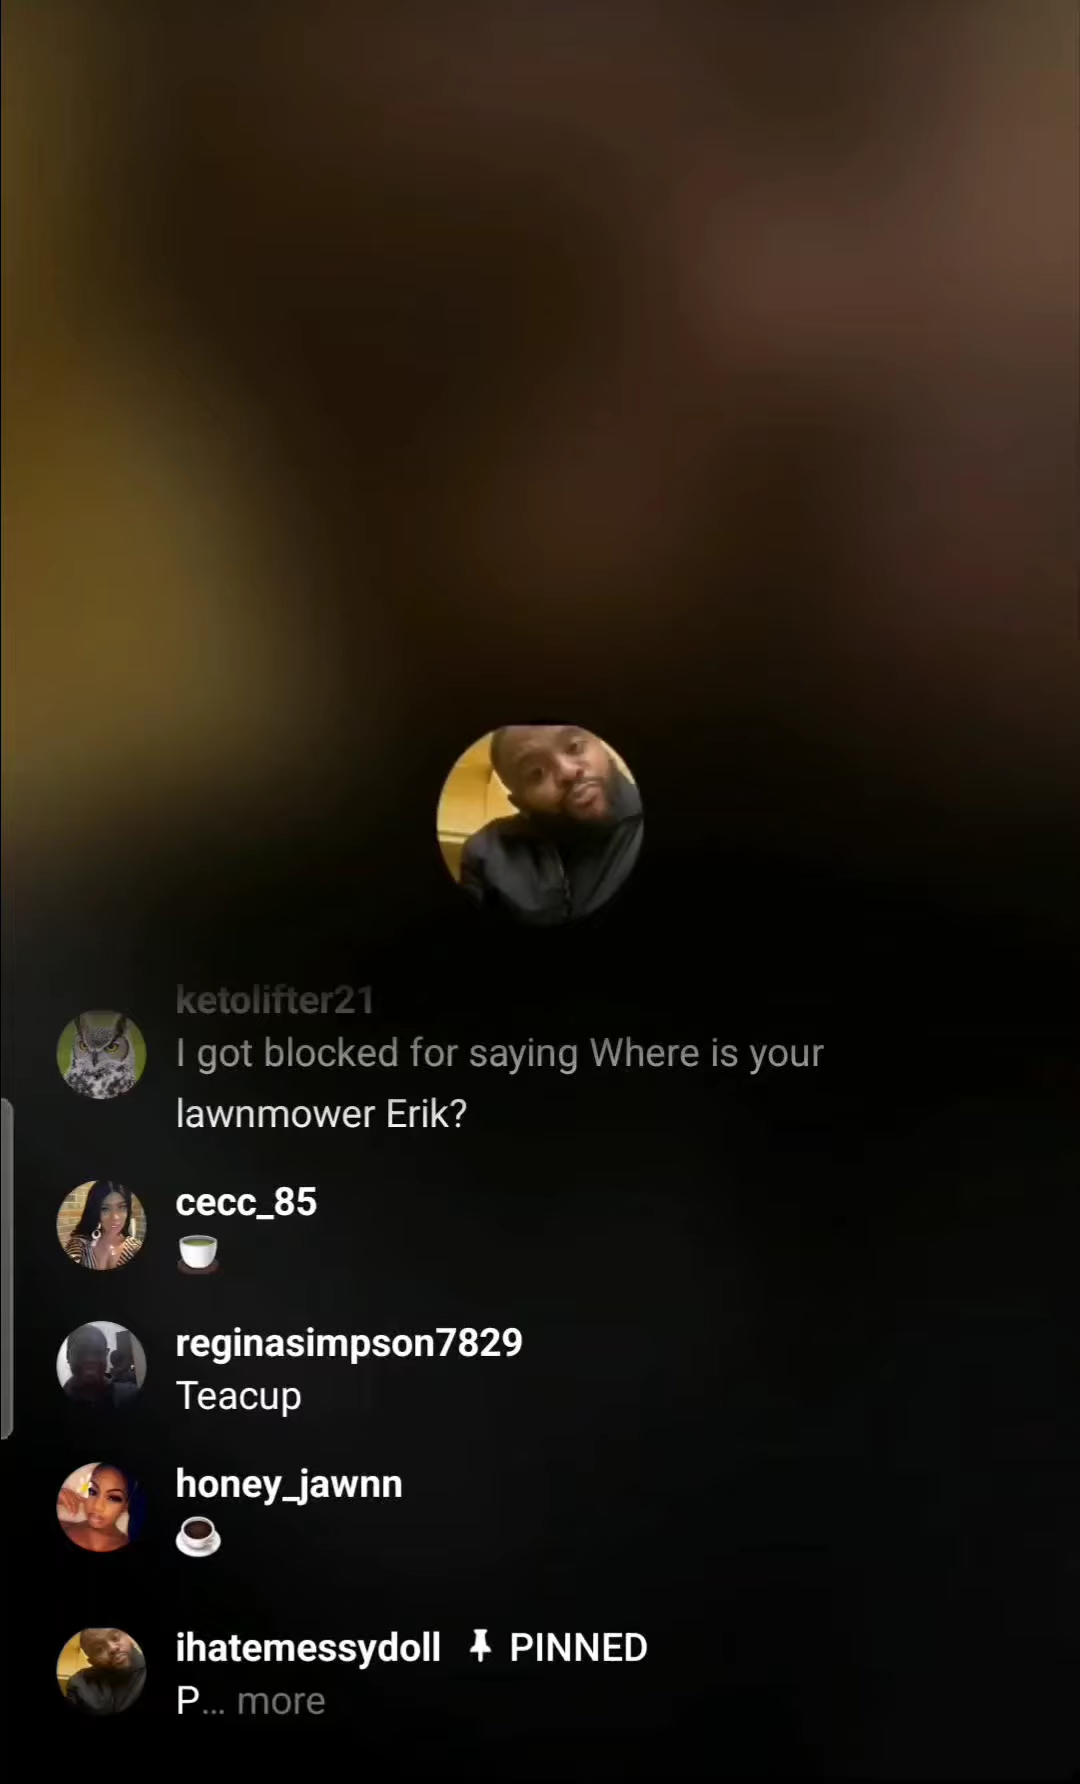 ketolifter21
I got blocked for saying Where is your
lawnmower Erik?
cecc_85
🍵
reginasimpson7829
Teacup
honey_jawnn
☕
ihatemessydoll PINNED
P... more